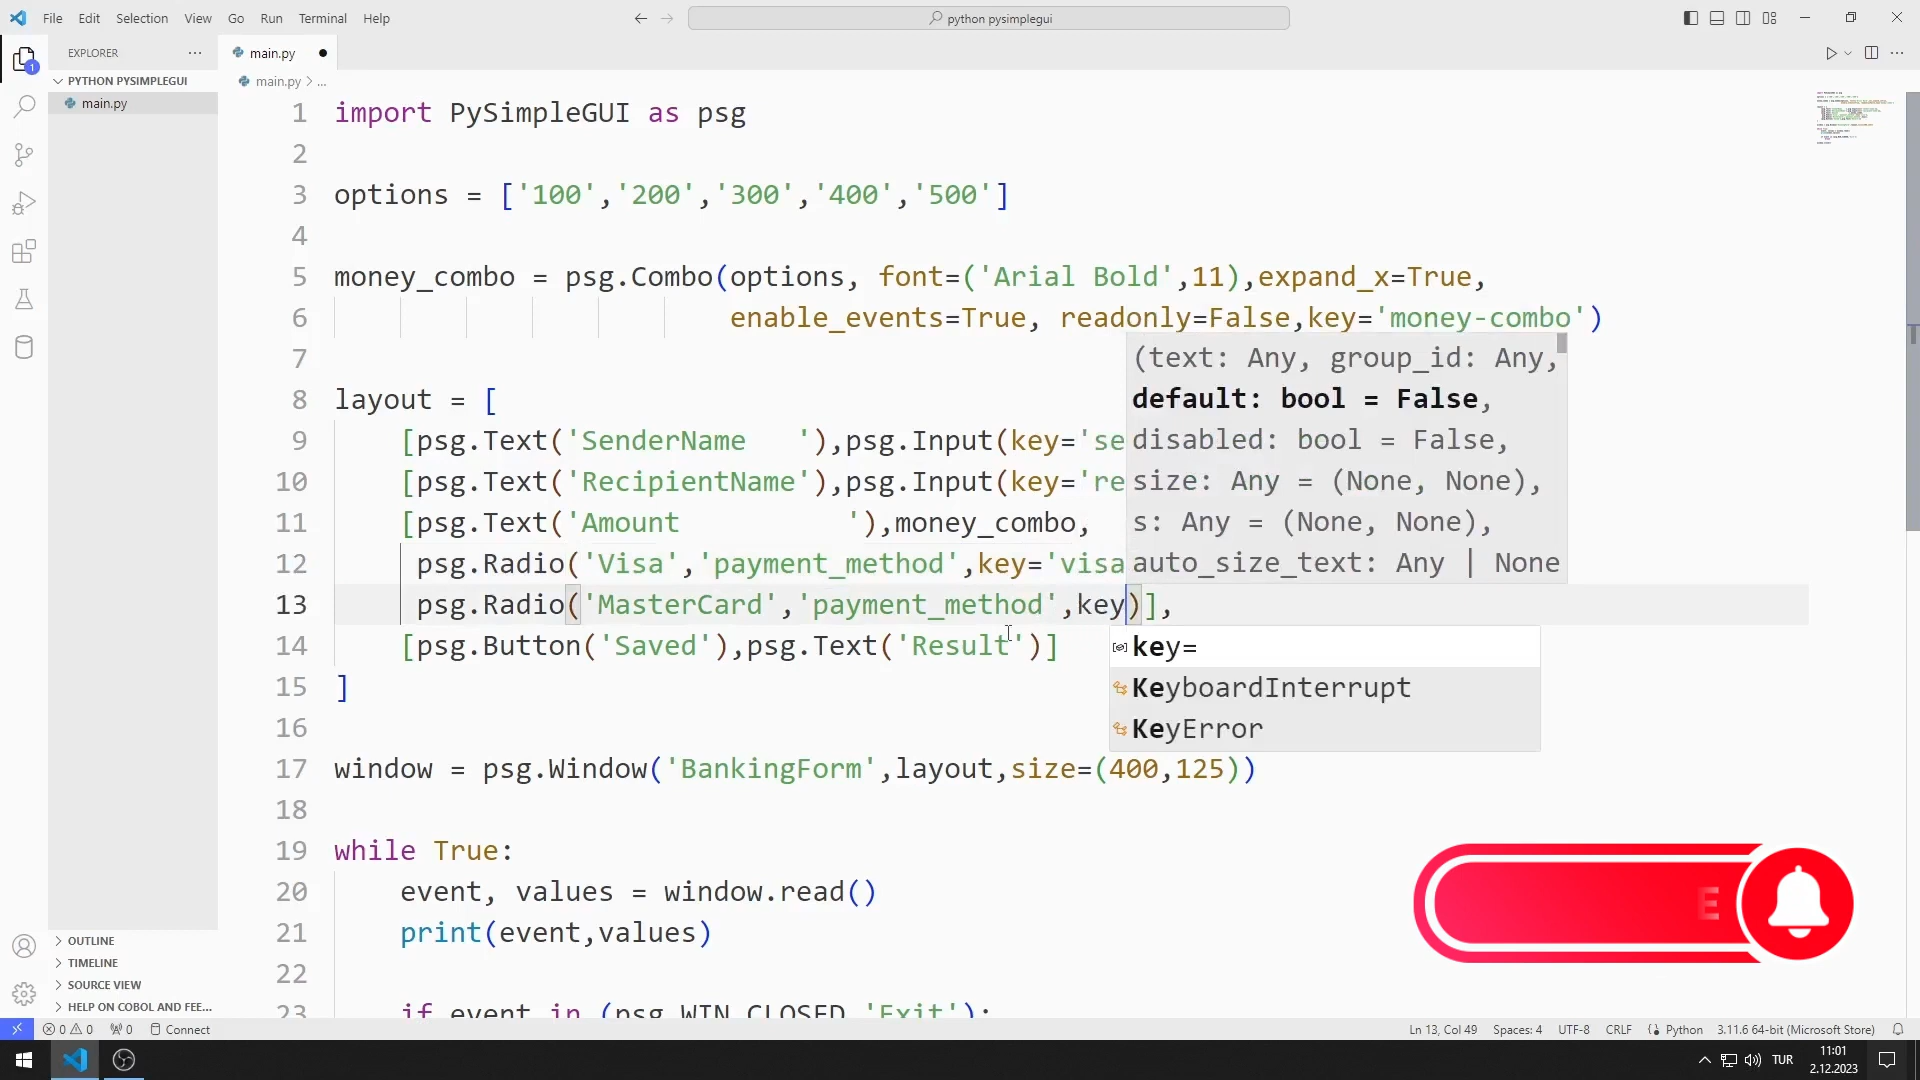 File Edit Selection View Go Run Terminal Help
python pysimplegui
EXPLORER
main.py
PYTHON PYSIMPLEGUI
main.py
main.py > ...
1 import PySimpleGUI as psg
2
3 options = ['100','200','300','400','500']
4
5 money_combo = psg.Combo(options, font=('Arial Bold',11),expand_x=True,
6 enable_events=True, readonly=False,key='money-combo')
7
(text: Any, group_id: Any,
8 layout = [
default: bool = False,
9 [psg.Text('SenderName   '),psg.Input(key='se
disabled: bool = False,
10 [psg.Text('RecipientName'),psg.Input(key='re
size: Any = (None, None),
11 [psg.Text('Amount          '),money_combo,
s: Any = (None, None),
12 psg.Radio('Visa','payment_method',key='visa
auto_size_text: Any | None
13 psg.Radio('MasterCard','payment_method',key)],
14 [psg.Button('Saved'),psg.Text('Result')]
key=
15 ]
KeyboardInterrupt
16
KeyError
17 window = psg.Window('BankingForm',layout,size=(400,125))
18
19 while True:
20 event, values = window.read()
21 print(event,values)
22
23 if event in (psg.WIN_CLOSED,'Exit'):
E
OUTLINE
TIMELINE
SOURCE VIEW
HELP ON COBOL AND FEE...
1
0 0 0 Connect
Ln 13, Col 49 Spaces: 4 UTF-8 CRLF Python 3.11.6 64-bit (Microsoft Store)
TUR
11:01
2.12.2023